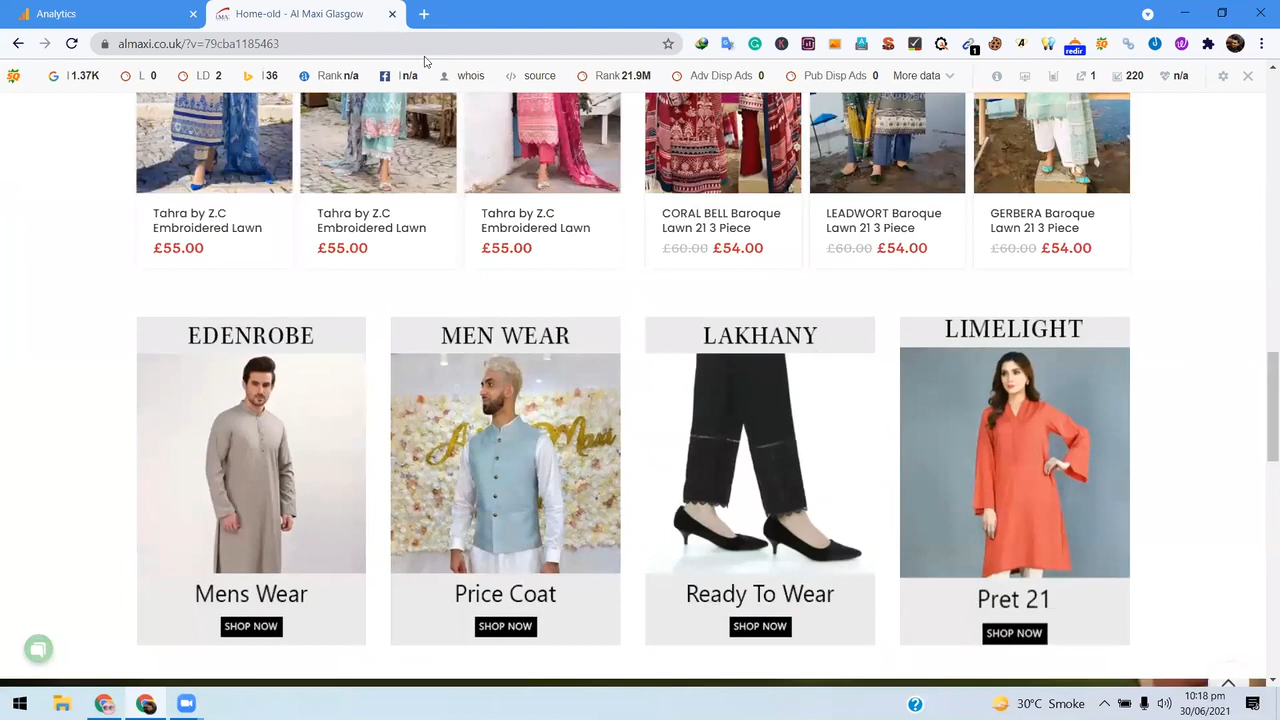 Analytics
Home-old - Al Maxi Glasgow
almaxi.co.uk/?v=79cba1185463
redir
1
I 1.37K
L 0
LD 2
I 36
Rank n/a
I n/a
whois
source
Rank 21.9M
Adv Disp Ads 0
Pub Disp Ads 0
More data
1
220
n/a
Tahra by Z.C
Embroidered Lawn
£55.00
Tahra by Z.C
Embroidered Lawn
£55.00
Tahra by Z.C
Embroidered Lawn
£55.00
CORAL BELL Baroque
Lawn 21 3 Piece
£60.00 £54.00
LEADWORT Baroque
Lawn 21 3 Piece
£60.00 £54.00
GERBERA Baroque
Lawn 21 3 Piece
£60.00 £54.00
EDENROBE
Mens Wear
SHOP NOW
MEN WEAR
Price Coat
SHOP NOW
LAKHANY
Ready To Wear
SHOP NOW
LIMELIGHT
Pret 21
SHOP NOW
30°C Smoke
10:18 pm
30/06/2021